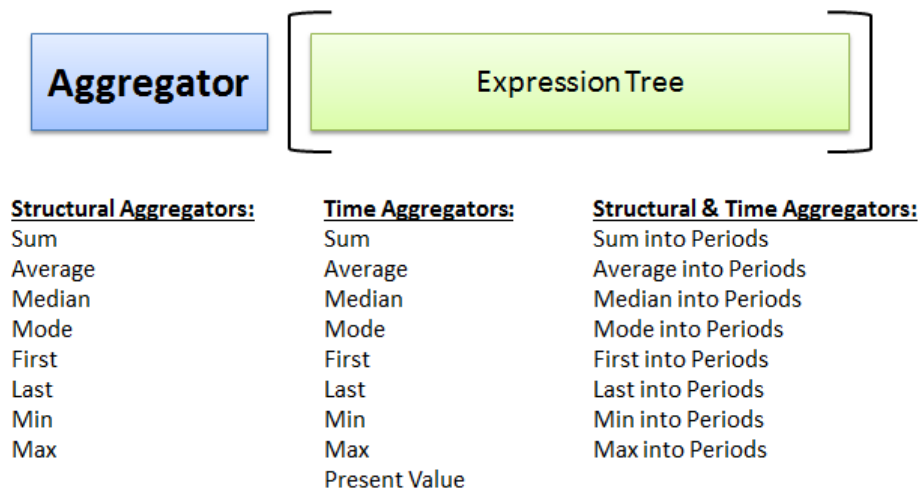 Aggregator
Expression Tree
Structural Aggregators:
Sum
Average
Median
Mode
First
Last
Min
Max
Time Aggregators:
Sum
Average
Median
Mode
First
Last
Min
Max
Present Value
Structural & Time Aggregators:
Sum into Periods
Average into Periods
Median into Periods
Mode into Periods
First into Periods
Last into Periods
Min into Periods
Max into Periods